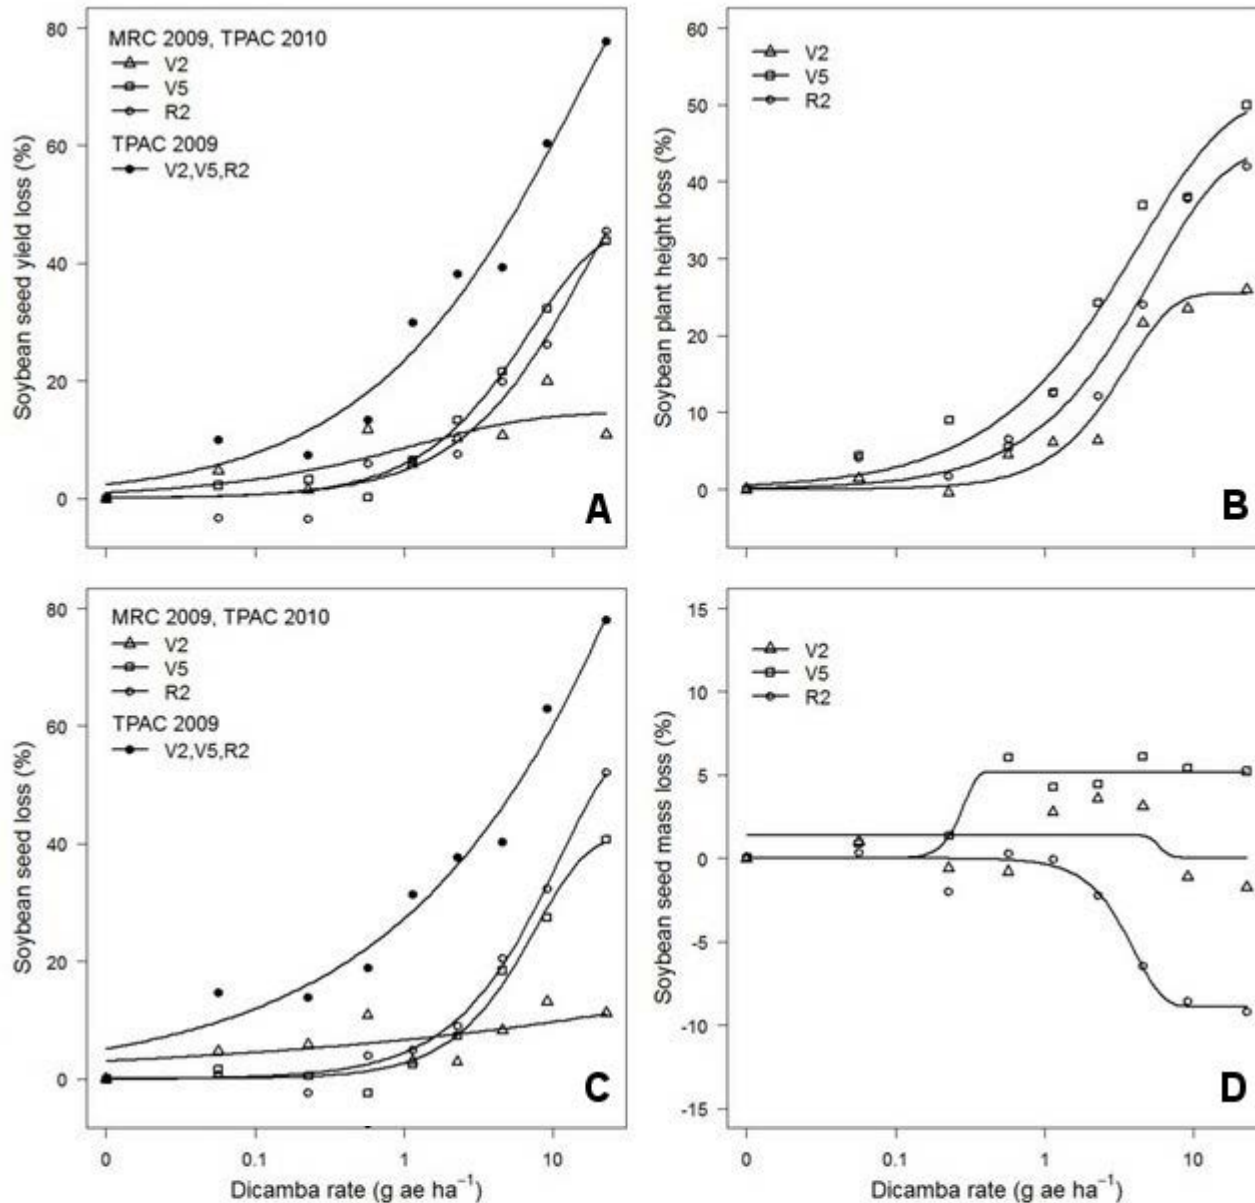 80
60
40
20
0
Soybean seed yield loss (%)
MRC 2009, TPAC 2010
V2
V5
R2
TPAC 2009
V2,V5,R2
A
60
50
40
30
20
10
0
Soybean plant height loss (%)
V2
V5
R2
B
80
60
40
20
0
Soybean seed loss (%)
MRC 2009, TPAC 2010
V2
V5
R2
TPAC 2009
V2,V5,R2
C
0 0.1 1 10
Dicamba rate (g ae ha⁻¹)
15
10
5
0
-5
-10
-15
Soybean seed mass loss (%)
V2
V5
R2
D
0 0.1 1 10
Dicamba rate (g ae ha⁻¹)